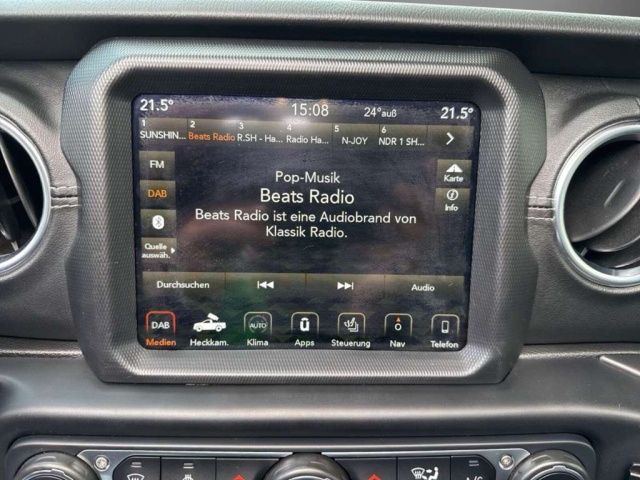 21.5° 15:08 24°auß 21.5°
1 2 3 4 5 6
SUNSHIN... Beats Radio R.SH - Ha... Radio Ha... N-JOY NDR 1 SH...
FM
DAB
Quelle
auswäh.
Pop-Musik
Beats Radio
Beats Radio ist eine Audiobrand von
Klassik Radio.
Karte
Info
Durchsuchen Audio
DAB AUTO
Medien Heckkam. Klima Apps Steuerung Nav Telefon
A/C